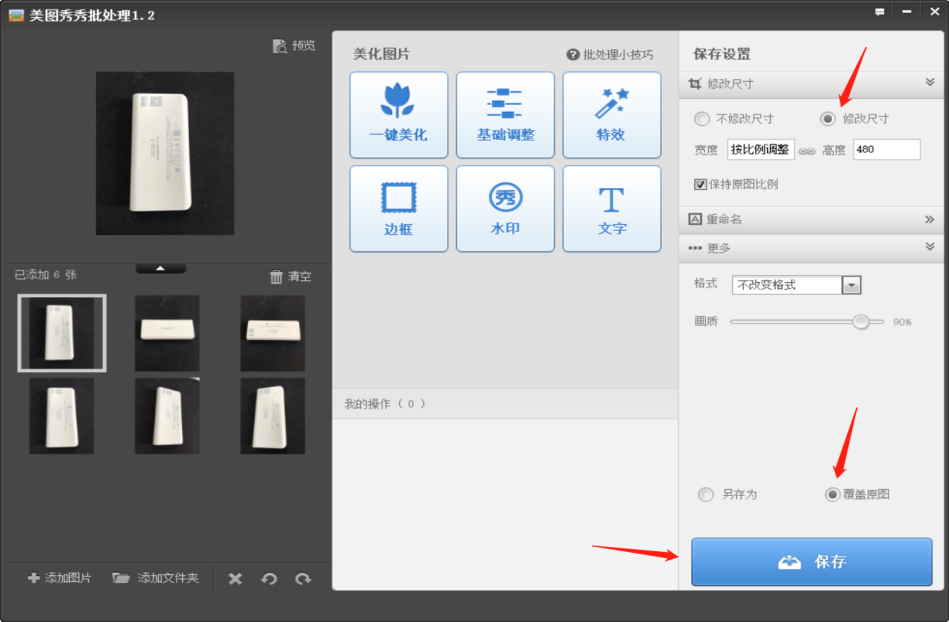 美图秀秀批处理1.2
预览
已添加 6 张
清空
添加图片
添加文件夹
美化图片
批处理小技巧
一键美化
基础调整
特效
边框
秀
水印
T
文字
我的操作（ 0 ）
保存设置
修改尺寸
不修改尺寸
修改尺寸
宽度 按比例调整 高度 480
保持原图比例
A 重命名
更多
格式 不改变格式
画质 90%
另存为
覆盖原图
保存